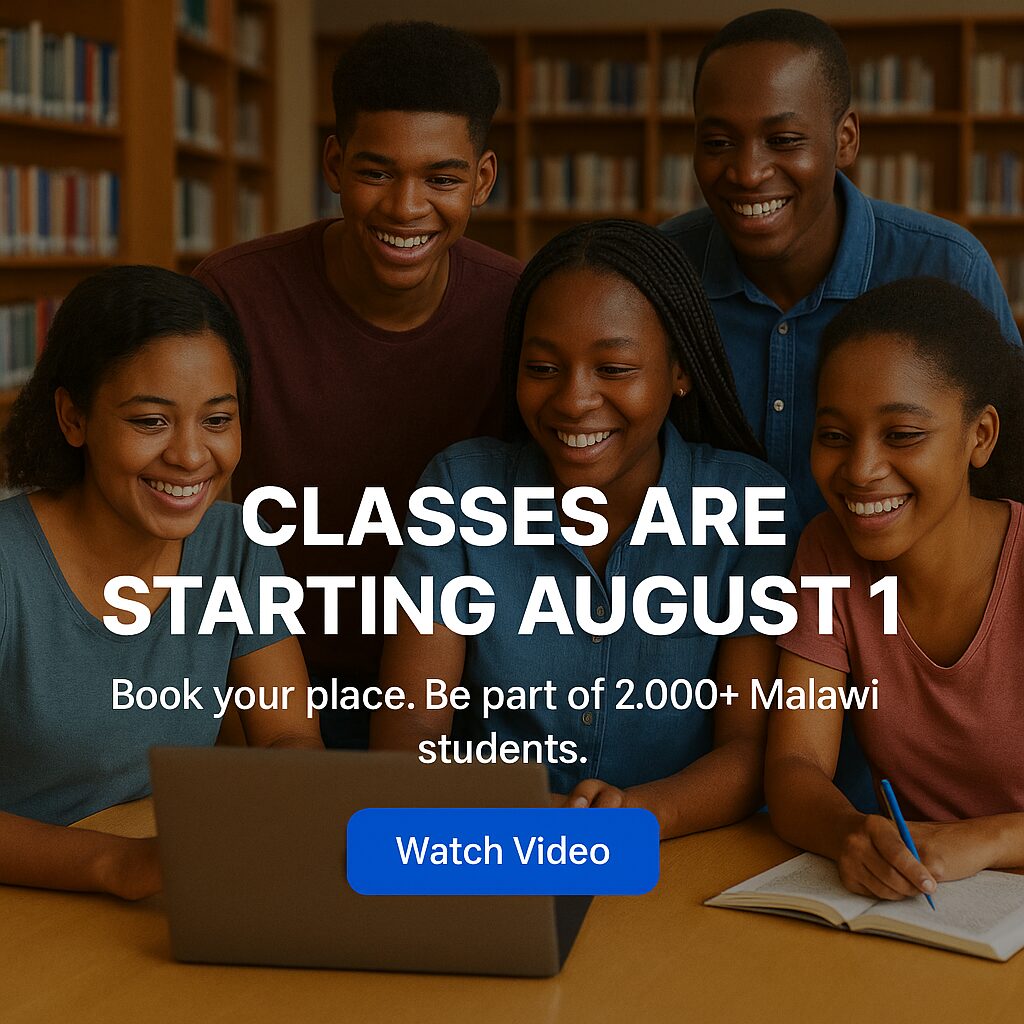 CLASSES ARE
STARTING AUGUST 1
Book your place. Be part of 2.000+ Malawi
students.
Watch Video